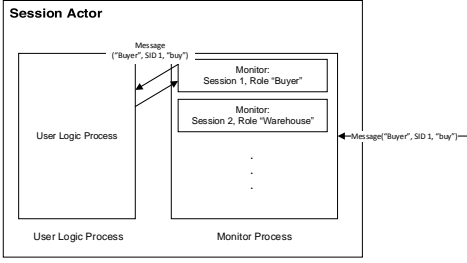 Session Actor
Message
("Buyer", SID 1, "buy")
Monitor:
Session 1, Role "Buyer"
Monitor:
Session 2, Role "Warehouse"
User Logic Process
Message("Buyer", SID 1, "buy")
.
.
.
User Logic Process
Monitor Process